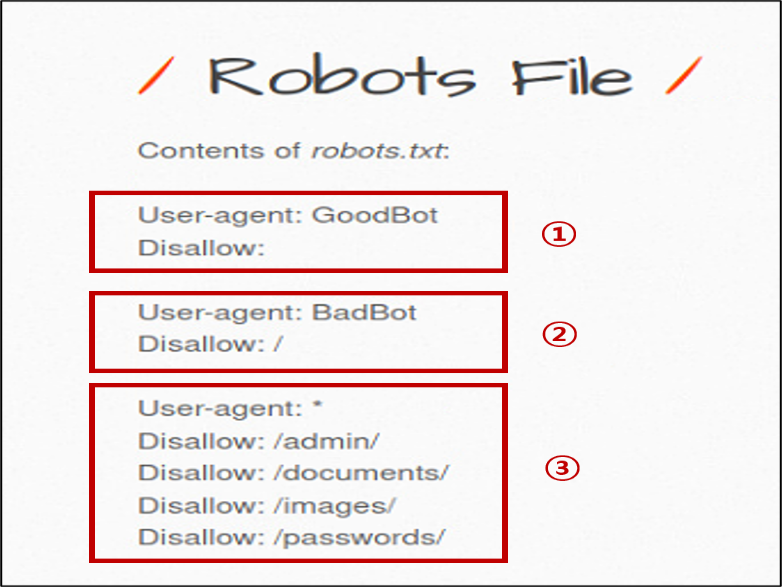 / Robots File /
Contents of robots.txt:
User-agent: GoodBot
Disallow:
①
User-agent: BadBot
Disallow: /
②
User-agent: *
Disallow: /admin/
Disallow: /documents/
Disallow: /images/
Disallow: /passwords/
③